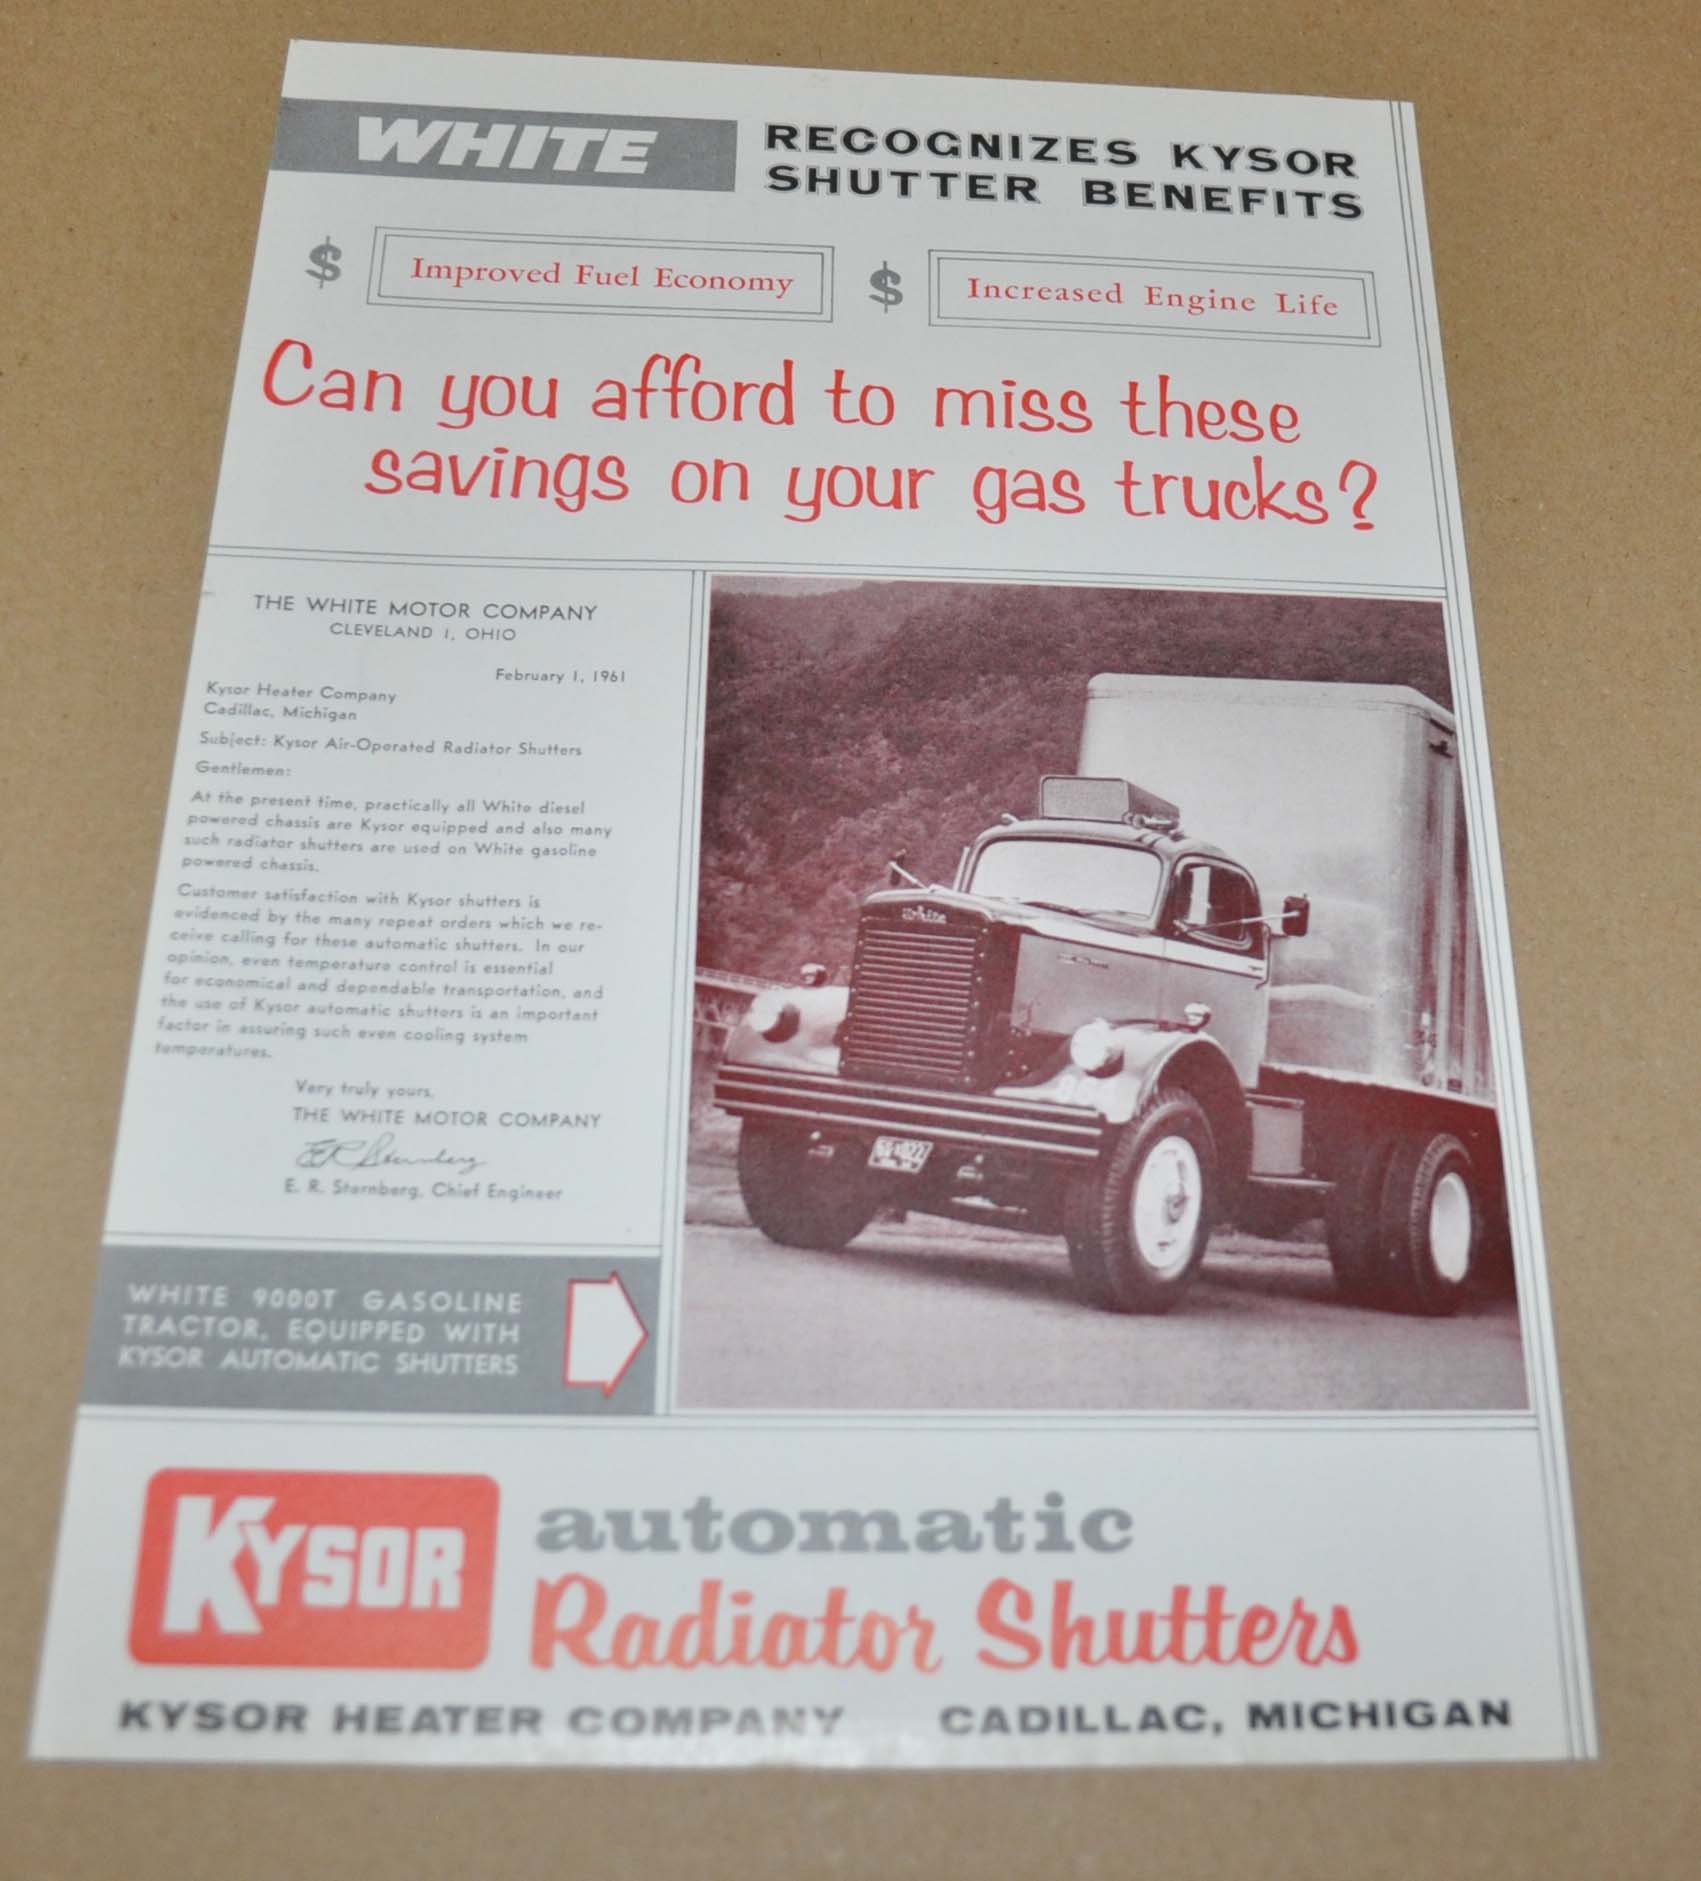 WHITE
RECOGNIZES KYSOR
SHUTTER BENEFITS
$ Improved Fuel Economy $ Increased Engine Life
Can you afford to miss these
savings on your gas trucks?
THE WHITE MOTOR COMPANY
CLEVELAND 1, OHIO
February 1, 1961
Kysor Heater Company
Cadillac, Michigan
Subject: Kysor Air-Operated Radiator Shutters
Gentlemen:
At the present time, practically all White diesel
powered chassis are Kysor equipped and also many
such radiator shutters are used on White gasoline
powered chassis.
Customer satisfaction with Kysor shutters is
evidenced by the many repeat orders which we re-
ceive calling for these automatic shutters. In our
opinion, even temperature control is essential
for economical and dependable transportation, and
the use of Kysor automatic shutters is an important
factor in assuring such even cooling system
temperatures.
Very truly yours,
THE WHITE MOTOR COMPANY
E R Sternberg
E. R. Sternberg, Chief Engineer
White
WHITE 9000T GASOLINE
TRACTOR, EQUIPPED WITH
KYSOR AUTOMATIC SHUTTERS
KYSOR
automatic
Radiator Shutters
KYSOR HEATER COMPANY CADILLAC, MICHIGAN